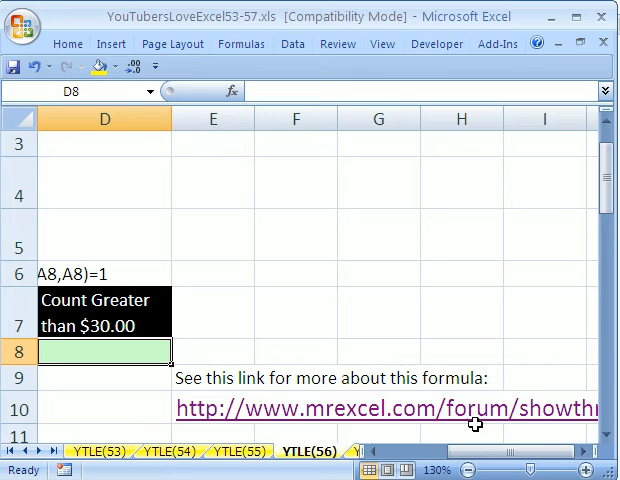 YouTubersLoveExcel53-57.xls [Compatibility Mode] - Microsoft Excel
Home Insert Page Layout Formulas Data Review View Developer Add-Ins
D8 fx
D E F G H I
3
4
5
6 A8,A8)=1
7 Count Greater
than $30.00
8
9 See this link for more about this formula:
10 http://www.mrexcel.com/forum/showthr
11
YTLE(53) YTLE(54) YTLE(55) YTLE(56) Y
Ready 130%